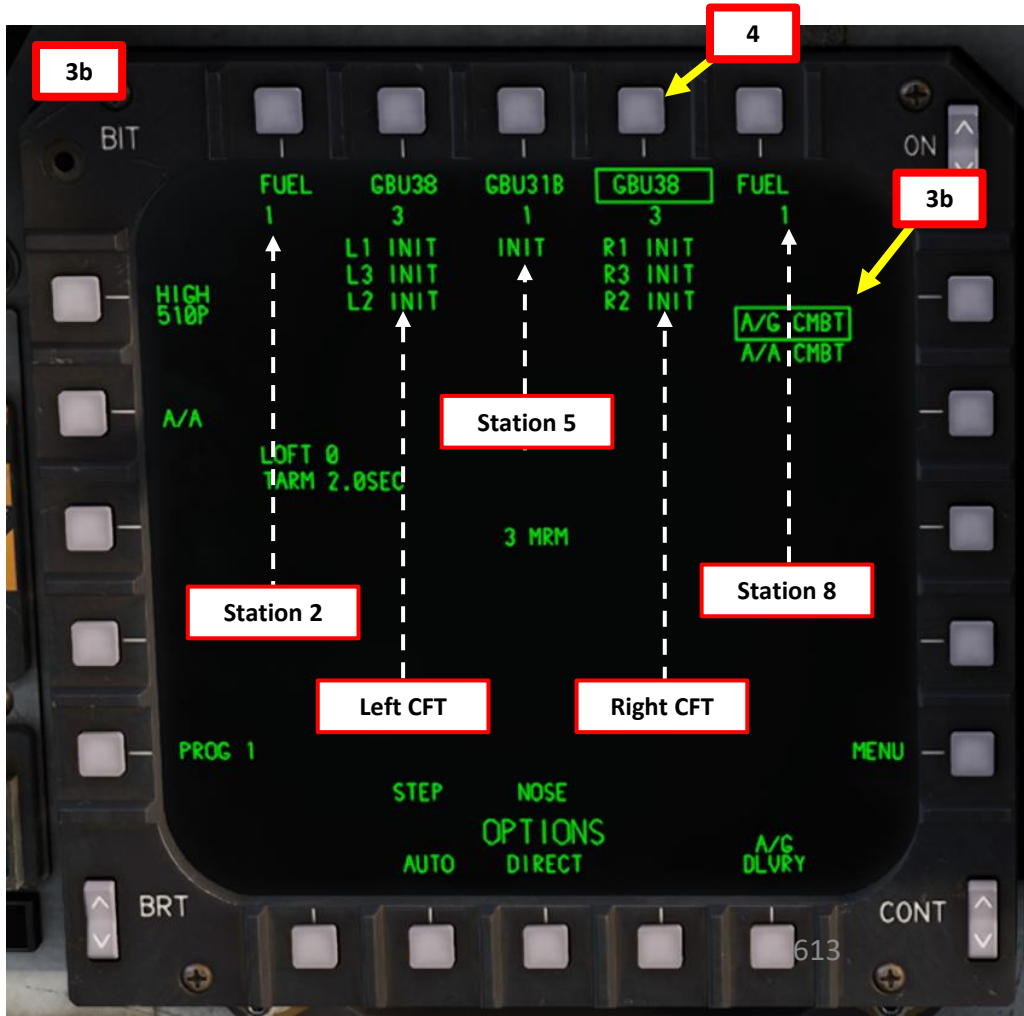 4
3b
BIT
ON
FUEL GBU38 GBU31B GBU38 FUEL
1 3 1 3 1
3b
L1 INIT INIT R1 INIT
L3 INIT R3 INIT
L2 INIT R2 INIT
HIGH
510P
A/G CMBT
A/A CMBT
A/A
Station 5
LOFT 0
TARM 2.0SEC
3 MRM
Station 2
Station 8
Left CFT
Right CFT
PROG 1
MENU
STEP NOSE
OPTIONS
AUTO DIRECT
A/G
DLVRY
BRT
CONT
613